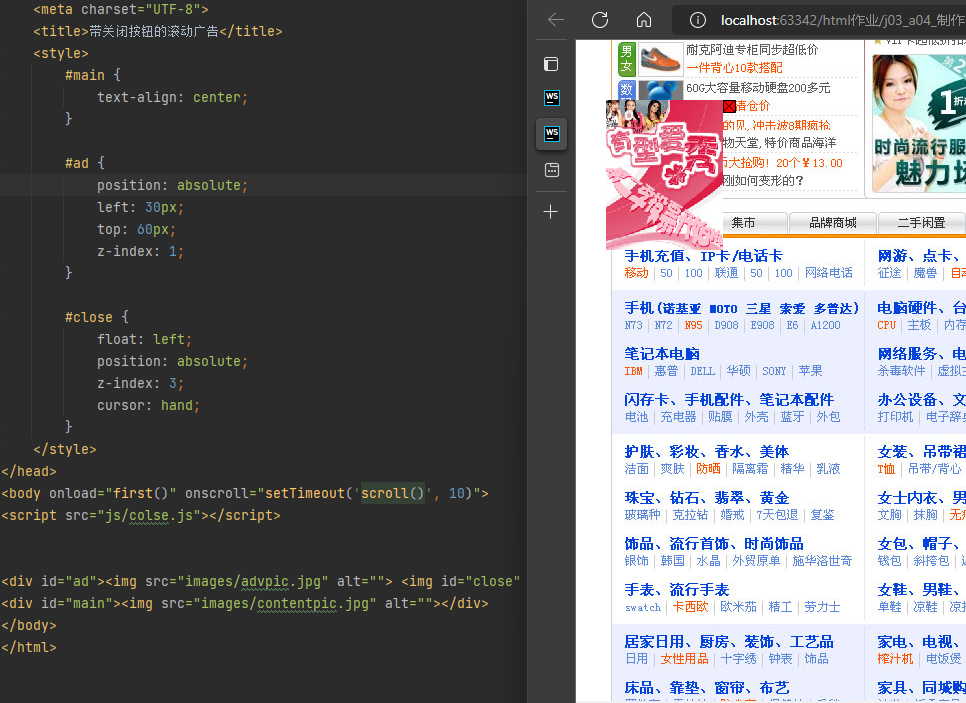 <meta charset="UTF-8">
<title>带关闭按钮的滚动广告</title>
<style>
#main {
text-align: center;
}
#ad {
position: absolute;
left: 30px;
top: 60px;
z-index: 1;
}
#close {
float: left;
position: absolute;
z-index: 3;
cursor: hand;
}
</style>
</head>
<body onload="first()" onscroll="setTimeout('scroll()', 10)">
<script src="js/colse.js"></script>
<div id="ad"><img src="images/advpic.jpg" alt=""> <img id="close"
<div id="main"><img src="images/contentpic.jpg" alt=""></div>
</body>
</html>
localhost:63342/html作业/j03_a04_制作
WS
WS
男女
耐克阿迪专柜同步超低价
一件背心10款搭配
数
60G大容量移动硬盘200多元
者仓价
的见, 冲击波8期疯抢
物天堂, 特价商品海洋
大抢购! 20个￥13.00
刚如何变形的?
有型爱秀
1折
时尚流行服
魅力场
集市
品牌商城
二手闲置
手机充值、IP卡/电话卡
移动 | 50 | 100 | 联通 | 50 | 100 | 网络电话
网游、点卡、
征途 | 魔兽 | 自动
手机(诺基亚 MOTO 三星 索爱 多普达)
N73 | N72 | N95 | D908 | E908 | E6 | A1200
电脑硬件、台
CPU | 主板 | 内存
笔记本电脑
IBM | 惠普 | DELL | 华硕 | SONY | 苹果
网络服务、电
杀毒软件 | 虚拟主
闪存卡、手机配件、笔记本配件
电池 | 充电器 | 贴膜 | 外壳 | 蓝牙 | 外包
办公设备、文
打印机 | 电子辞典
护肤、彩妆、香水、美体
洁面 | 爽肤 | 防晒 | 隔离霜 | 精华 | 乳液
女装、吊带裙
T恤 | 吊带/背心
珠宝、钻石、翡翠、黄金
玻璃种 | 克拉钻 | 婚戒 | 7天包退 | 复鉴
女士内衣、男
文胸 | 抹胸 | 无痕
饰品、流行首饰、时尚饰品
银饰 | 韩国 | 水晶 | 外贸原单 | 施华洛世奇
女包、帽子、
钱包 | 斜挎包
手表、流行手表
swatch | 卡西欧 | 欧米茄 | 精工 | 劳力士
女鞋、男鞋、
单鞋 | 凉鞋 | 凉拖
居家日用、厨房、装饰、工艺品
日用 | 女性用品 | 十字绣 | 钟表 | 饰品
家电、电视、
榨汁机 | 电饭煲
床品、靠垫、窗帘、布艺
家具、同城购